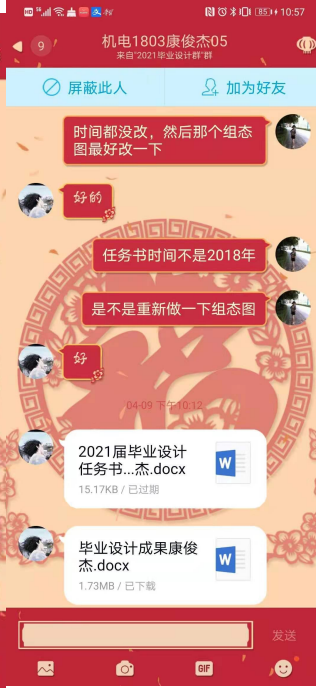 10:57
9
机电1803康俊杰05
来自"2021毕业设计群"群
屏蔽此人
加为好友
时间都没改，然后那个组态
图最好改一下
好的
任务书时间不是2018年
是不是重新做一下组态图
好
04-09 下午10:12
2021届毕业设计
任务书...杰.docx
15.17KB / 已过期
毕业设计成果康俊
杰.docx
1.73MB / 已下载
发送
GIF